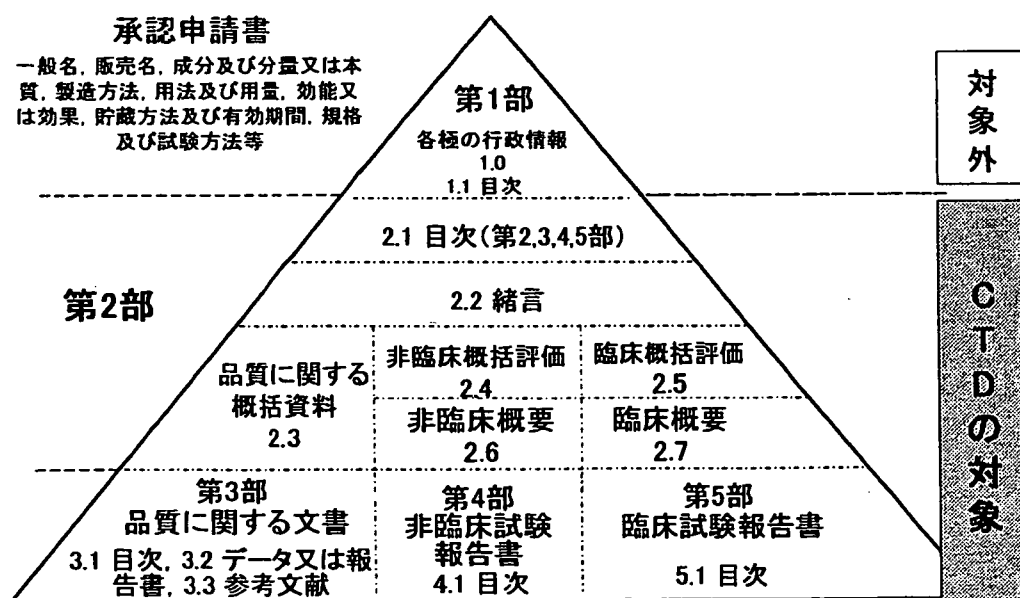 承認申請書
一般名, 販売名, 成分及び分量又は本
質, 製造方法, 用法及び用量, 効能又
は効果, 貯蔵方法及び有効期間, 規格
及び試験方法等
第1部
各極の行政情報
1.0
1.1 目次
対象外
2.1 目次(第2,3,4,5部)
第2部
2.2 緒言
品質に関する
概括資料
2.3
非臨床概括評価
2.4
臨床概括評価
2.5
非臨床概要
2.6
臨床概要
2.7
第3部
品質に関する文書
3.1 目次, 3.2 データ又は報
告書, 3.3 参考文献
第4部
非臨床試験
報告書
4.1 目次
第5部
臨床試験報告書
5.1 目次
CTDの対象